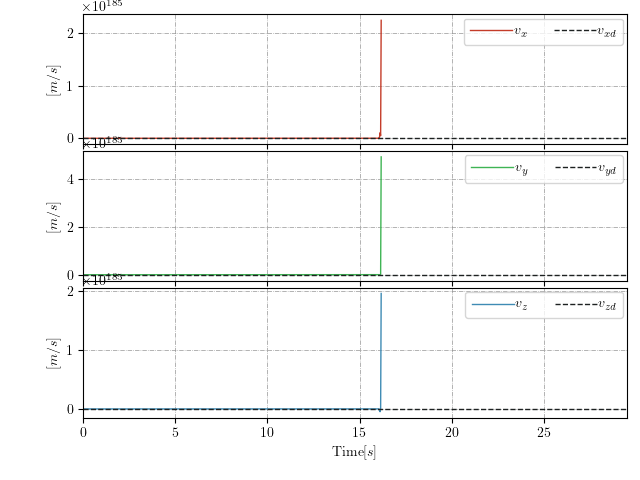 ×10^185
2
1
0
[m/s]
v_x
v_xd
×10^185
4
2
0
[m/s]
v_y
v_yd
×10^185
2
1
0
[m/s]
v_z
v_zd
0 5 10 15 20 25
Time[s]